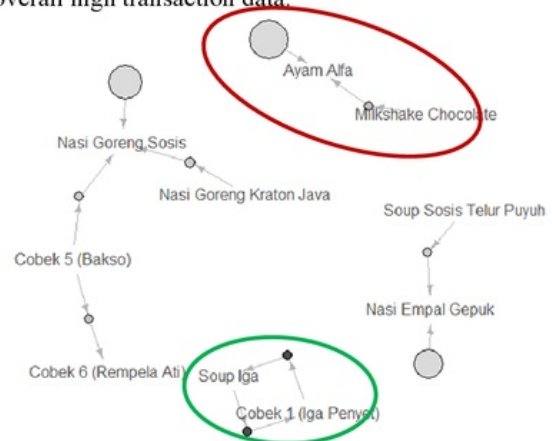 overall high transaction data.
Ayam Alfa
Milkshake Chocolate
Nasi Goreng Sosis
Nasi Goreng Kraton Java
Soup Sosis Telur Puyuh
Cobek 5 (Bakso)
Nasi Empal Gepuk
Cobek 6 (Rempela Ati)
Soup Iga
Cobek 1 (Iga Penyet)